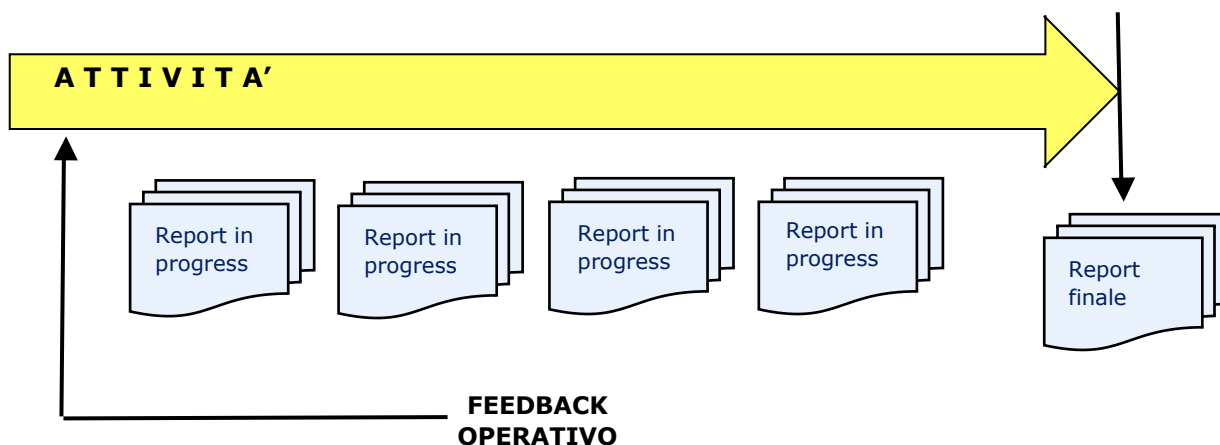 A T T I V I T A'
Report in
progress
Report in
progress
Report in
progress
Report in
progress
Report
finale
FEEDBACK
OPERATIVO